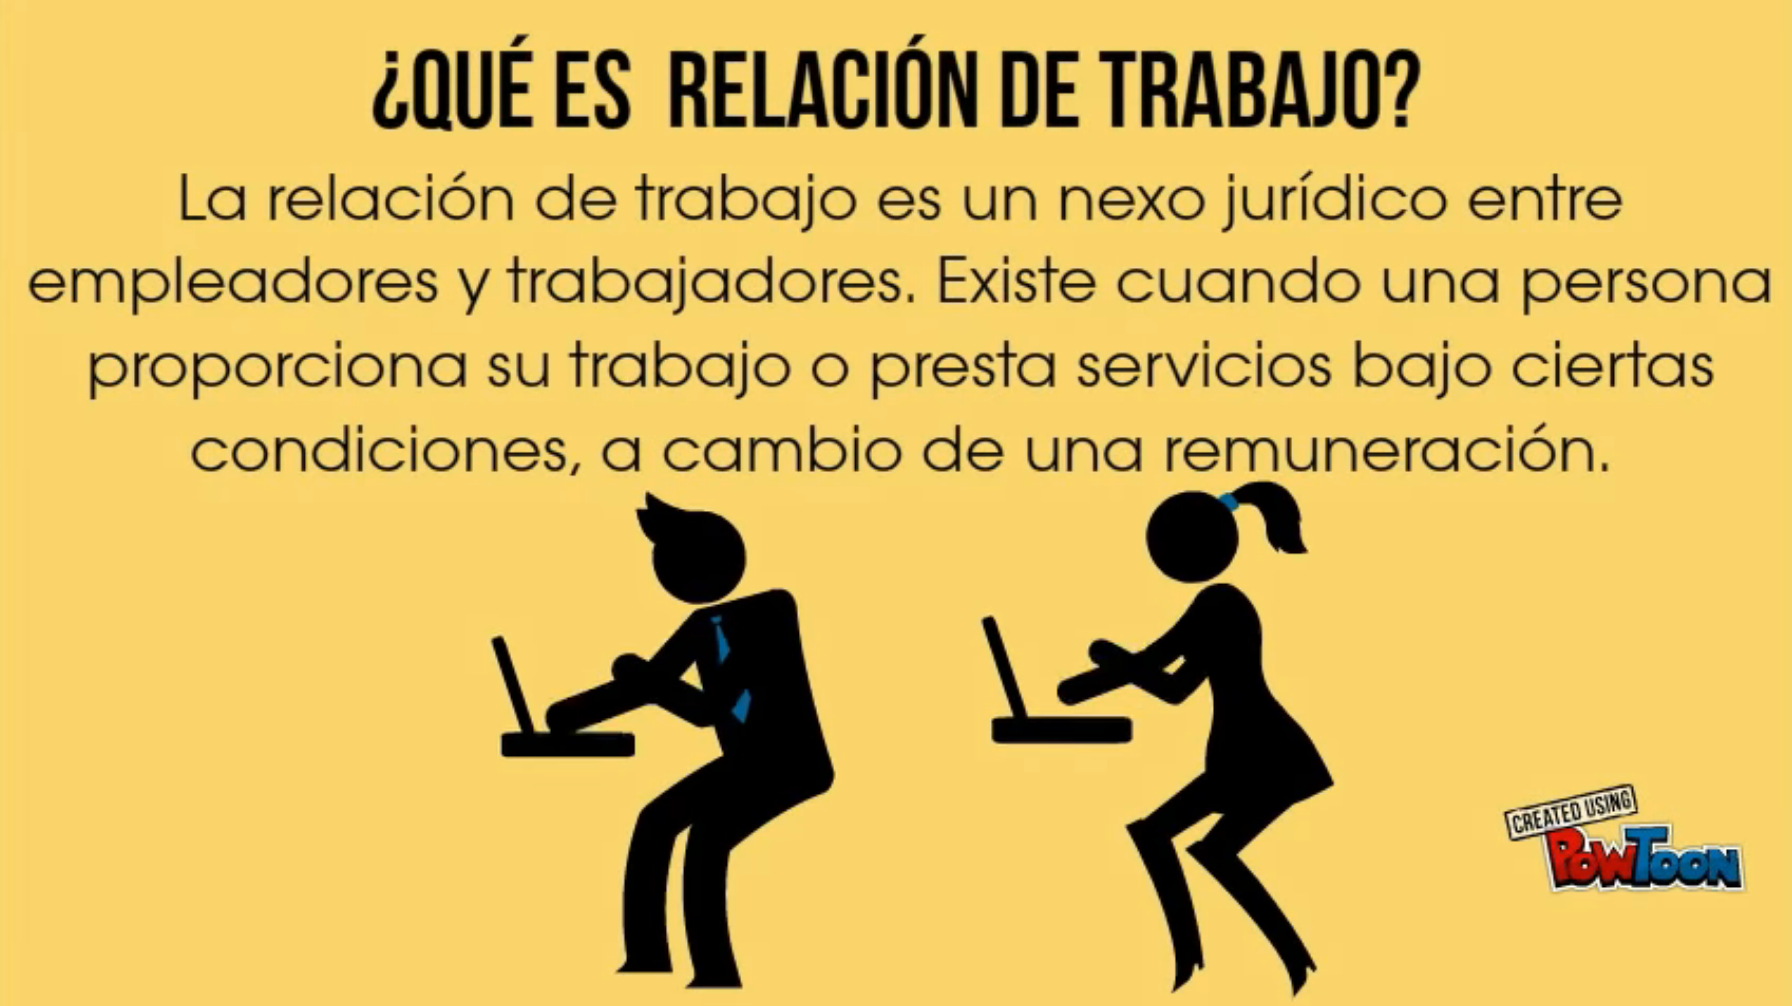 ¿QUÉ ES RELACIÓN DE TRABAJO?
La relación de trabajo es un nexo jurídico entre
empleadores y trabajadores. Existe cuando una persona
proporciona su trabajo o presta servicios bajo ciertas
condiciones, a cambio de una remuneración.
CREATED USING
POWTOON